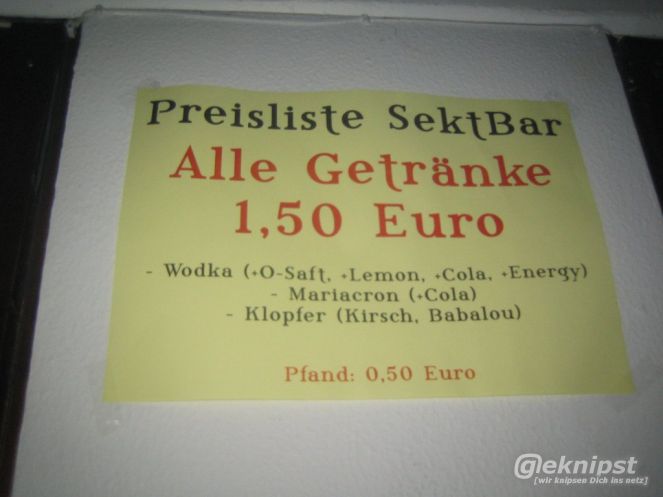 Preisliste SektBar
Alle Getränke
1,50 Euro
- Wodka (+O-Saft, +Lemon, +Cola, +Energy)
- Mariacron (+Cola)
- Klopfer (Kirsch, Babalou)
Pfand: 0,50 Euro
@eknipst
[wir knipsen Dich ins netz]